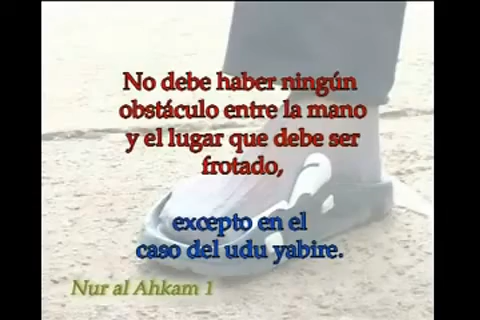 No debe haber ningún
obstáculo entre la mano
y el lugar que debe ser
frotado,
excepto en el
caso del udu yabire.
Nur al Ahkam 1